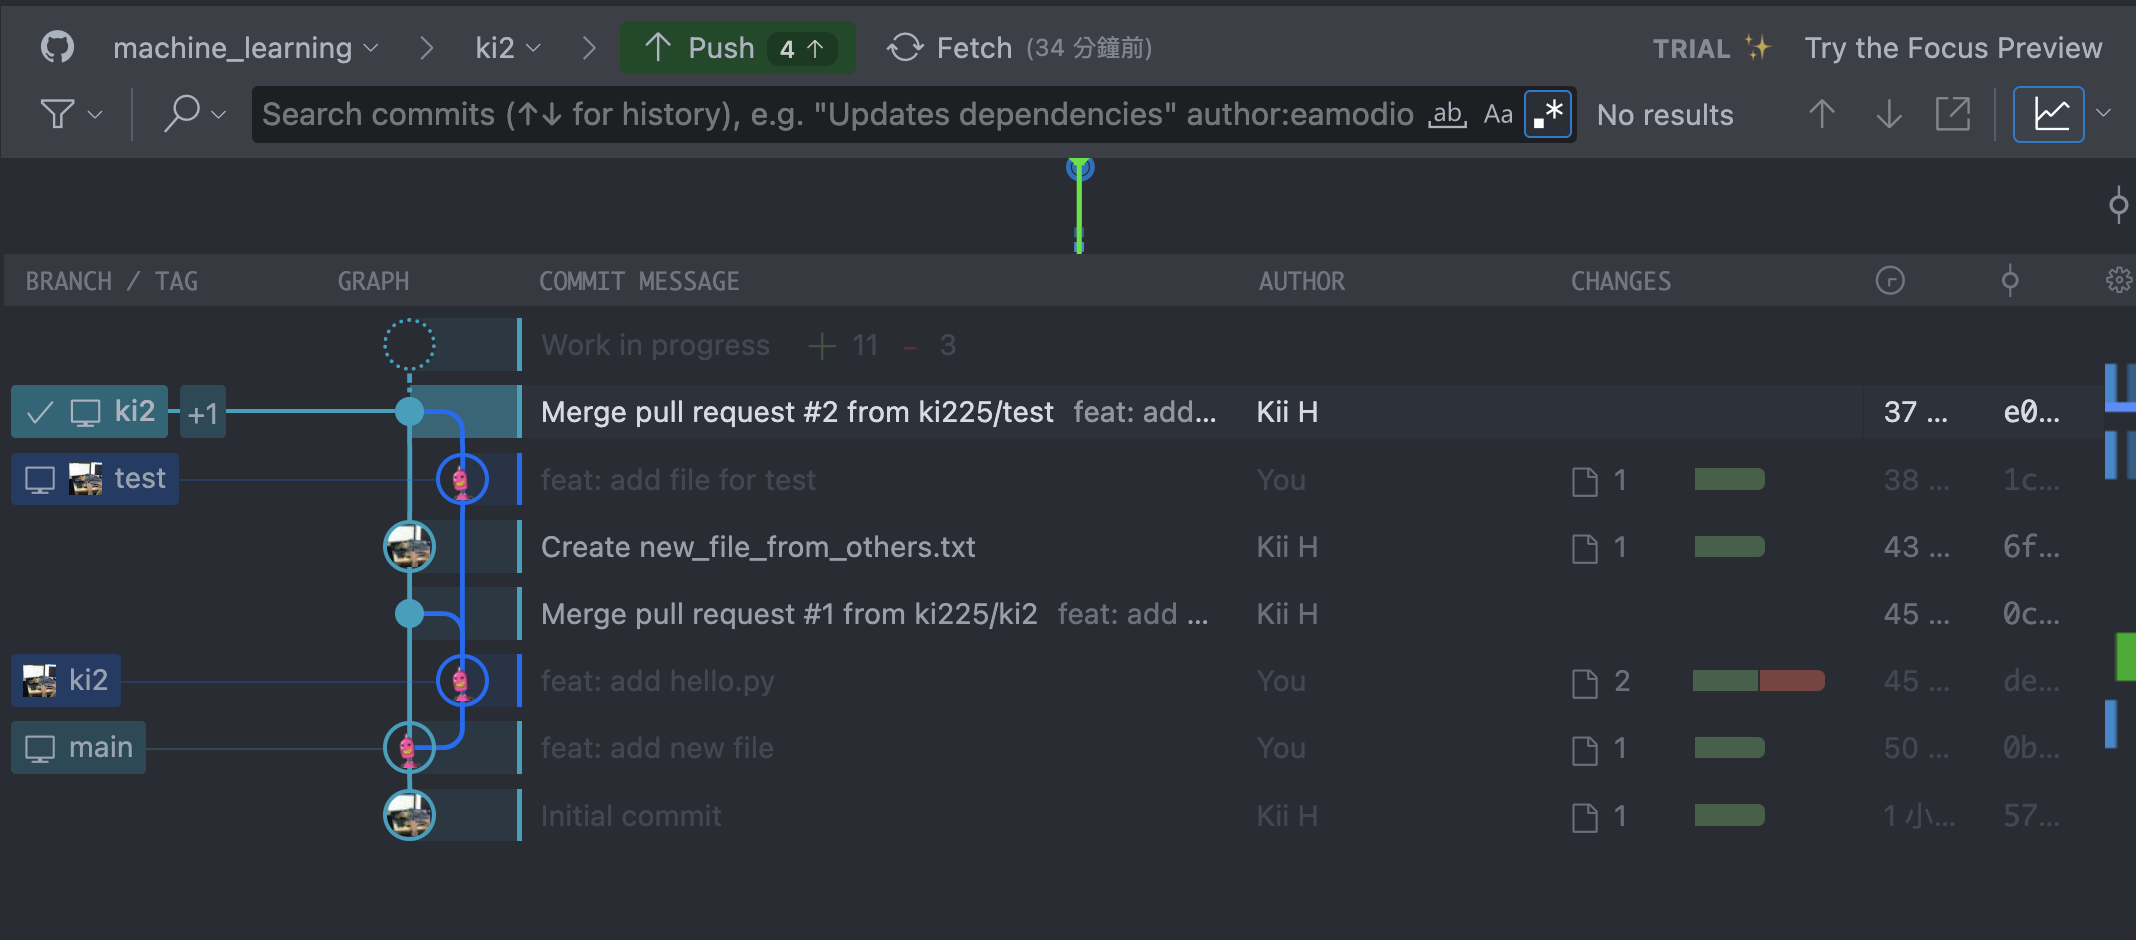 machine_learning ki2 Push 4 ↑ Fetch (34 分鐘前) TRIAL ✨ Try the Focus Preview
Search commits (↑↓ for history), e.g. "Updates dependencies" author:eamodio ab Aa .* No results
BRANCH / TAG GRAPH COMMIT MESSAGE AUTHOR CHANGES
Work in progress + 11 - 3
ki2 +1 Merge pull request #2 from ki225/test feat: add... Kii H 37 ... e0...
test feat: add file for test You 1 38 ... 1c...
Create new_file_from_others.txt Kii H 1 43 ... 6f...
Merge pull request #1 from ki225/ki2 feat: add ... Kii H 45 ... 0c...
ki2 feat: add hello.py You 2 45 ... de...
main feat: add new file You 1 50 ... 0b...
Initial commit Kii H 1 1 小... 57...